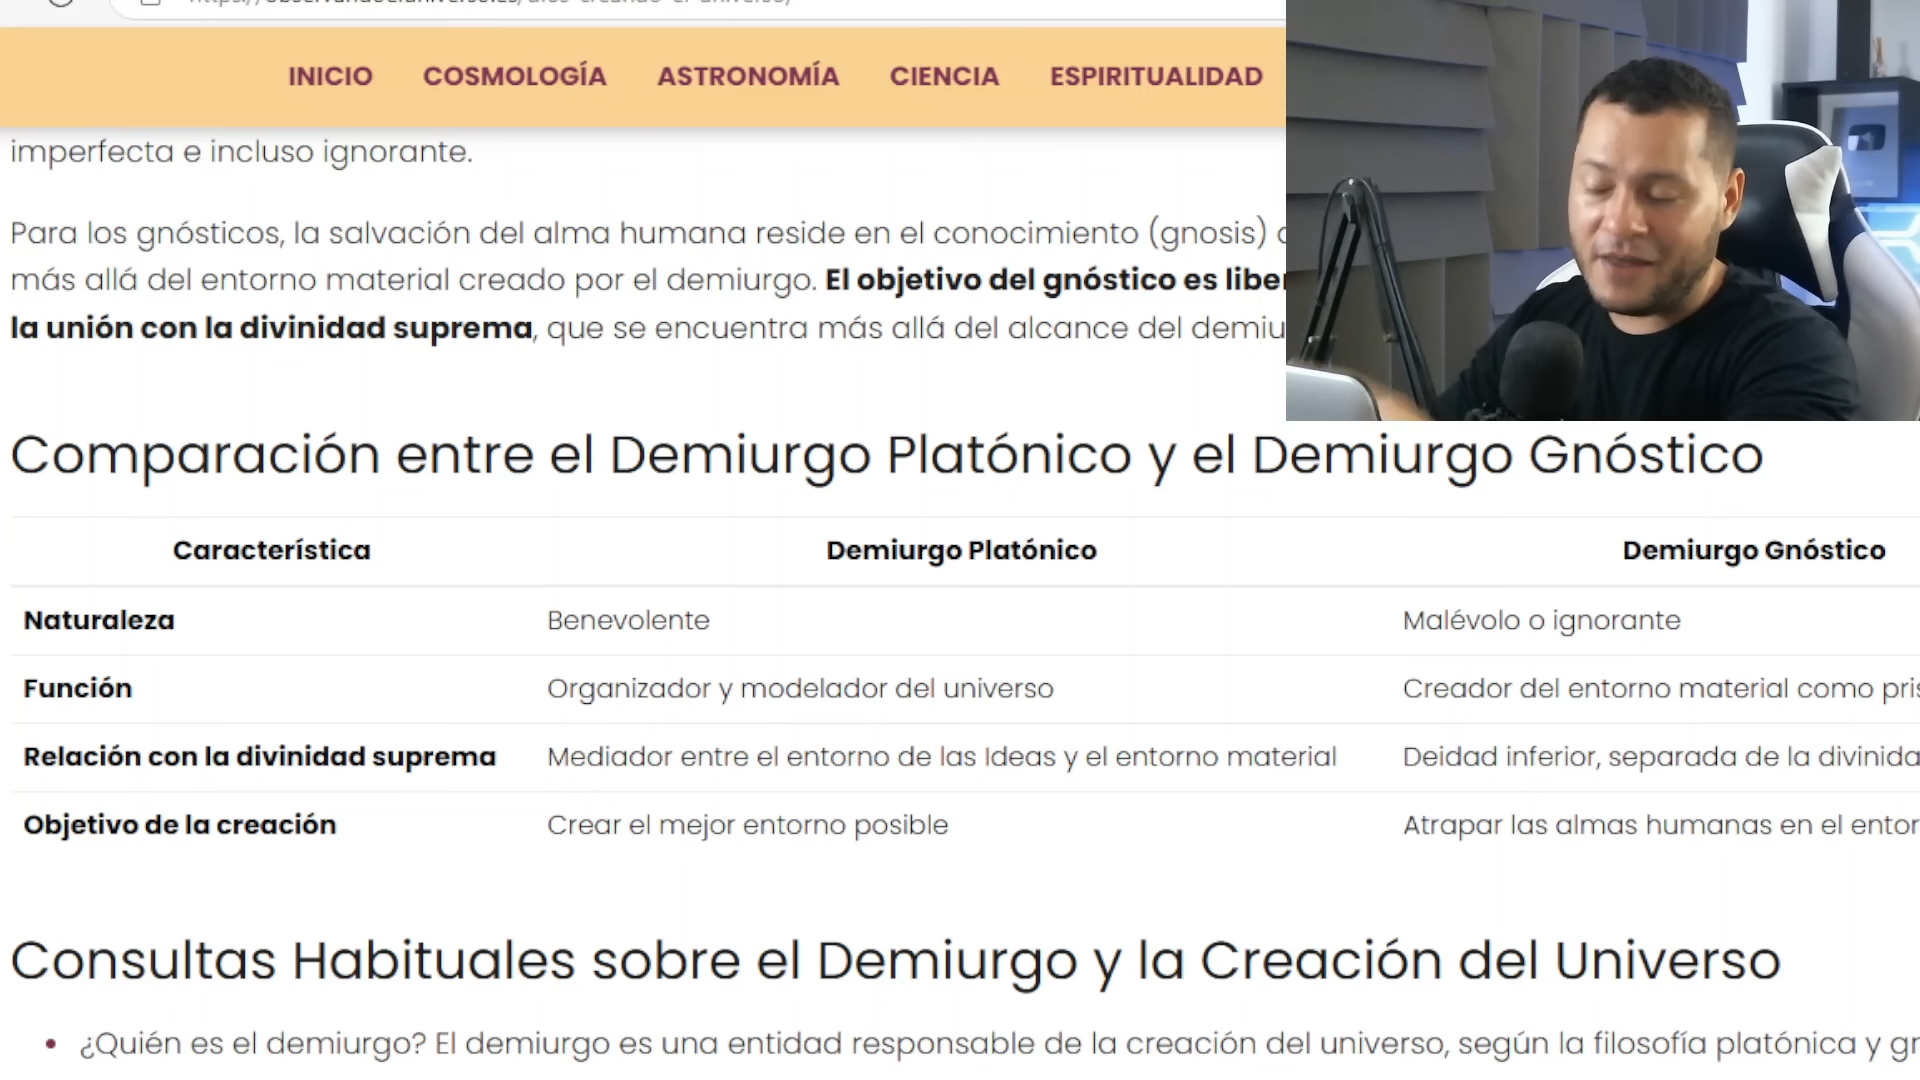 INICIO COSMOLOGÍA ASTRONOMÍA CIENCIA ESPIRITUALIDAD
imperfecta e incluso ignorante.
Para los gnósticos, la salvación del alma humana reside en el conocimiento (gnosis)
más allá del entorno material creado por el demiurgo. El objetivo del gnóstico es
la unión con la divinidad suprema, que se encuentra más allá del alcance del
Comparación entre el Demiurgo Platónico y el Demiurgo Gnóstico
Característica Demiurgo Platónico Demiurgo Gnóstico
Naturaleza Benevolente Malévolo o ignorante
Función Organizador y modelador del universo Creador del entorno material como
Relación con la divinidad suprema Mediador entre el entorno de las Ideas y el entorno material Deidad inferior, separada de la
Objetivo de la creación Crear el mejor entorno posible Atrapar las almas humanas en el
Consultas Habituales sobre el Demiurgo y la Creación del Universo
• ¿Quién es el demiurgo? El demiurgo es una entidad responsable de la creación del universo, según la filosofía platónica y